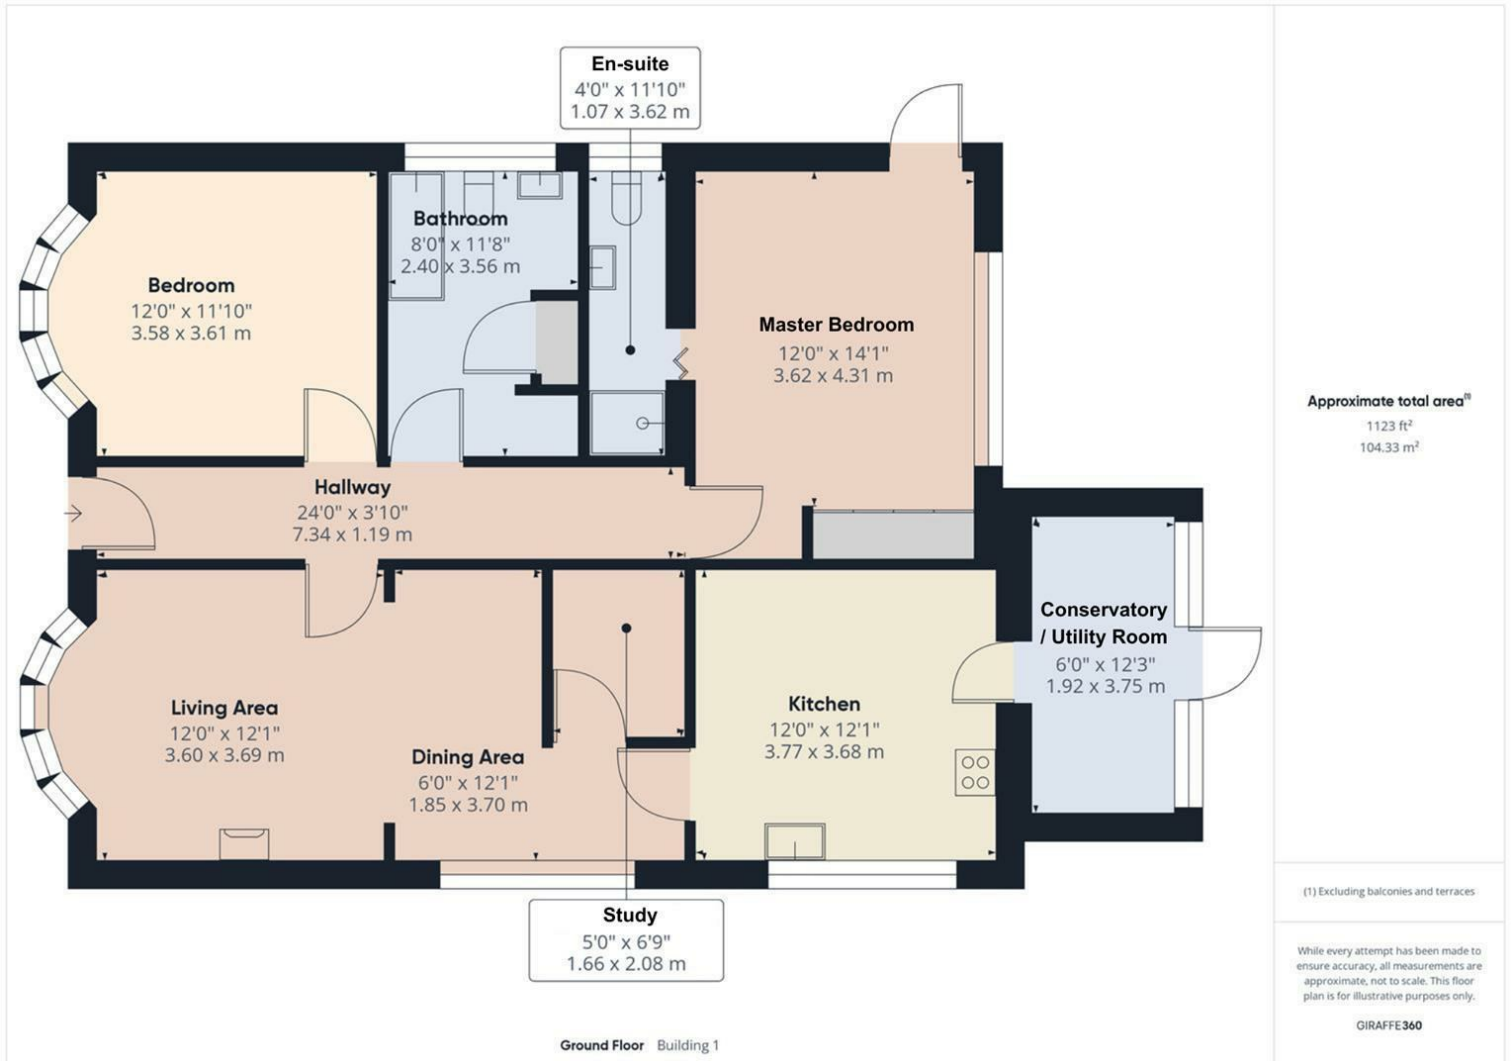 En-suite
4'0" x 11'10"
1.07 x 3.62 m
Bathroom
8'0" x 11'8"
2.40 x 3.56 m
Bedroom
12'0" x 11'10"
3.58 x 3.61 m
Master Bedroom
12'0" x 14'1"
3.62 x 4.31 m
Hallway
24'0" x 3'10"
7.34 x 1.19 m
Living Area
12'0" x 12'1"
3.60 x 3.69 m
Dining Area
6'0" x 12'1"
1.85 x 3.70 m
Kitchen
12'0" x 12'1"
3.77 x 3.68 m
Conservatory
/ Utility Room
6'0" x 12'3"
1.92 x 3.75 m
Study
5'0" x 6'9"
1.66 x 2.08 m
Ground Floor Building 1
Approximate total area⁽¹⁾
1123 ft²
104.33 m²
(1) Excluding balconies and terraces
While every attempt has been made to
ensure accuracy, all measurements are
approximate, not to scale. This floor
plan is for illustrative purposes only.
GIRAFFE360